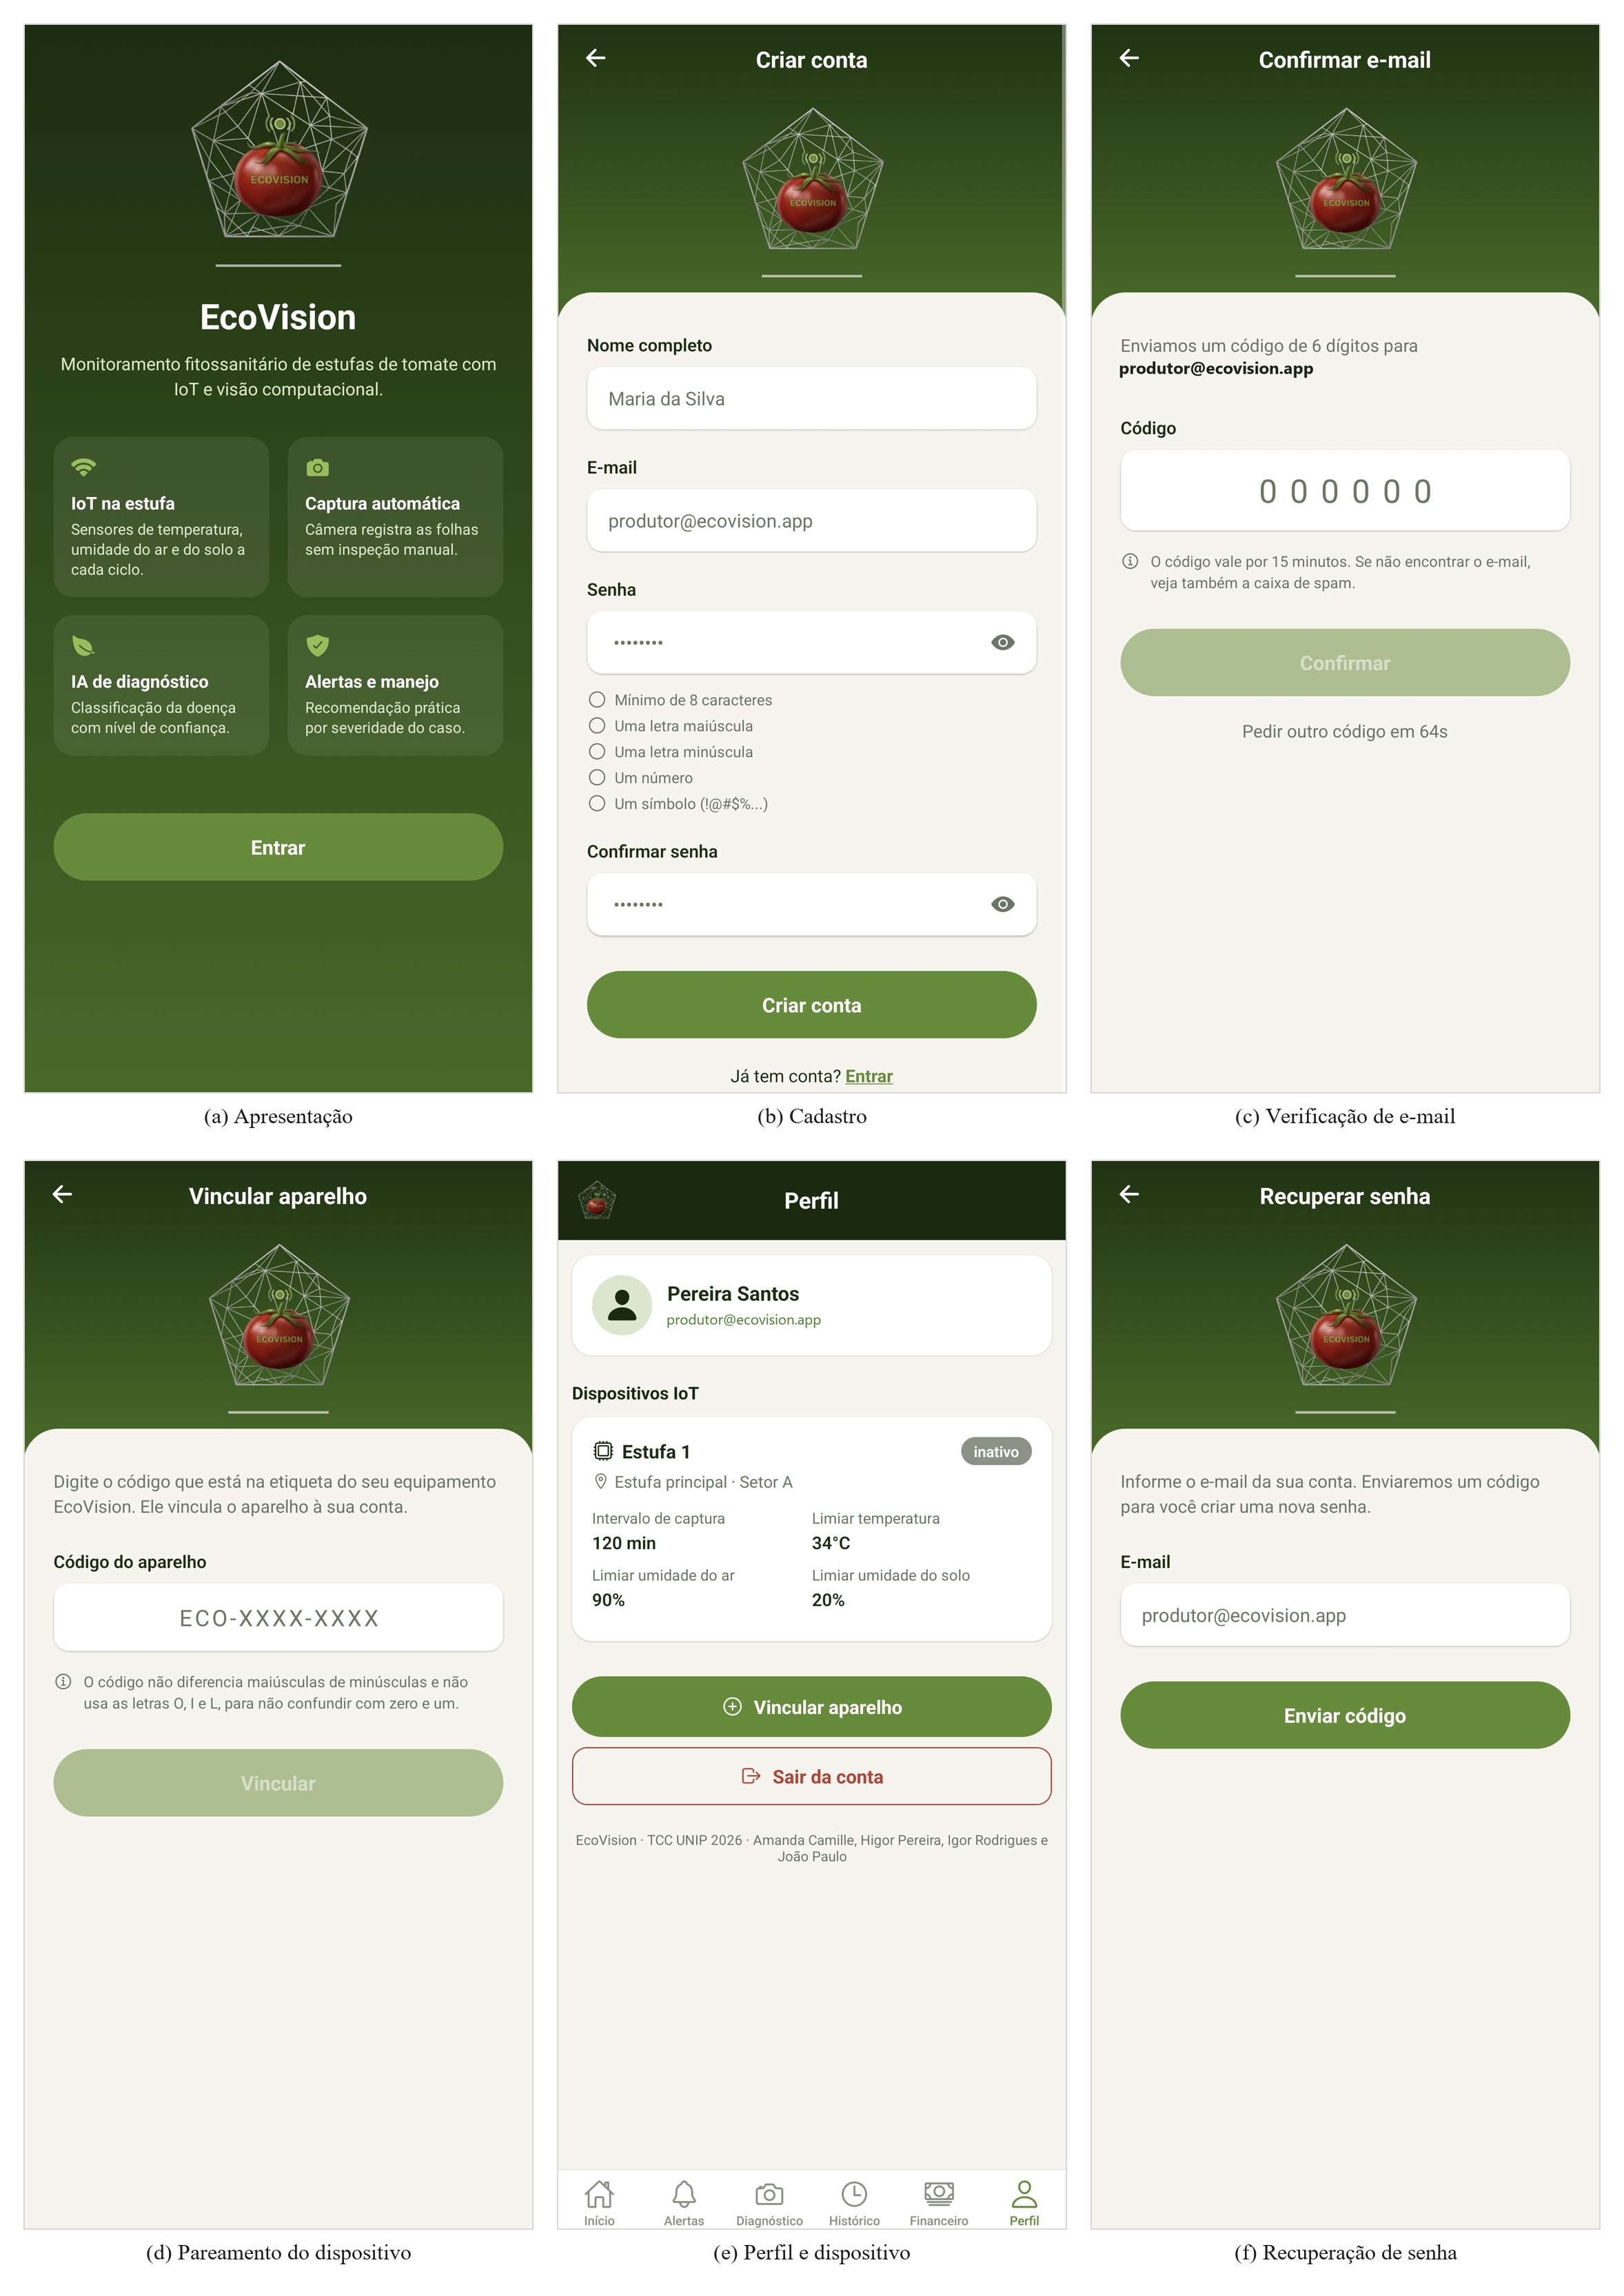 ECOVISION
EcoVision
Monitoramento fitossanitário de estufas de tomate com
IoT e visão computacional.
IoT na estufa
Sensores de temperatura,
umidade do ar e do solo a
cada ciclo.
Captura automática
Câmera registra as folhas
sem inspeção manual.
IA de diagnóstico
Classificação da doença
com nível de confiança.
Alertas e manejo
Recomendação prática
por severidade do caso.
Entrar
(a) Apresentação
Criar conta
ECOVISION
Nome completo
Maria da Silva
E-mail
produtor@ecovision.app
Senha
••••••••
Mínimo de 8 caracteres
Uma letra maiúscula
Uma letra minúscula
Um número
Um símbolo (!@#$%...)
Confirmar senha
••••••••
Criar conta
Já tem conta? Entrar
(b) Cadastro
Confirmar e-mail
ECOVISION
Enviamos um código de 6 dígitos para
produtor@ecovision.app
Código
0 0 0 0 0 0
O código vale por 15 minutos. Se não encontrar o e-mail,
veja também a caixa de spam.
Confirmar
Pedir outro código em 64s
(c) Verificação de e-mail
Vincular aparelho
ECOVISION
Digite o código que está na etiqueta do seu equipamento
EcoVision. Ele vincula o aparelho à sua conta.
Código do aparelho
ECO-XXXX-XXXX
O código não diferencia maiúsculas de minúsculas e não
usa as letras O, I e L, para não confundir com zero e um.
Vincular
(d) Pareamento do dispositivo
Perfil
Pereira Santos
produtor@ecovision.app
Dispositivos IoT
Estufa 1
inativo
Estufa principal · Setor A
Intervalo de captura
120 min
Limiar temperatura
34°C
Limiar umidade do ar
90%
Limiar umidade do solo
20%
Vincular aparelho
Sair da conta
EcoVision · TCC UNIP 2026 · Amanda Camille, Higor Pereira, Igor Rodrigues e
João Paulo
Início
Alertas
Diagnóstico
Histórico
Financeiro
Perfil
(e) Perfil e dispositivo
Recuperar senha
ECOVISION
Informe o e-mail da sua conta. Enviaremos um código
para você criar uma nova senha.
E-mail
produtor@ecovision.app
Enviar código
(f) Recuperação de senha